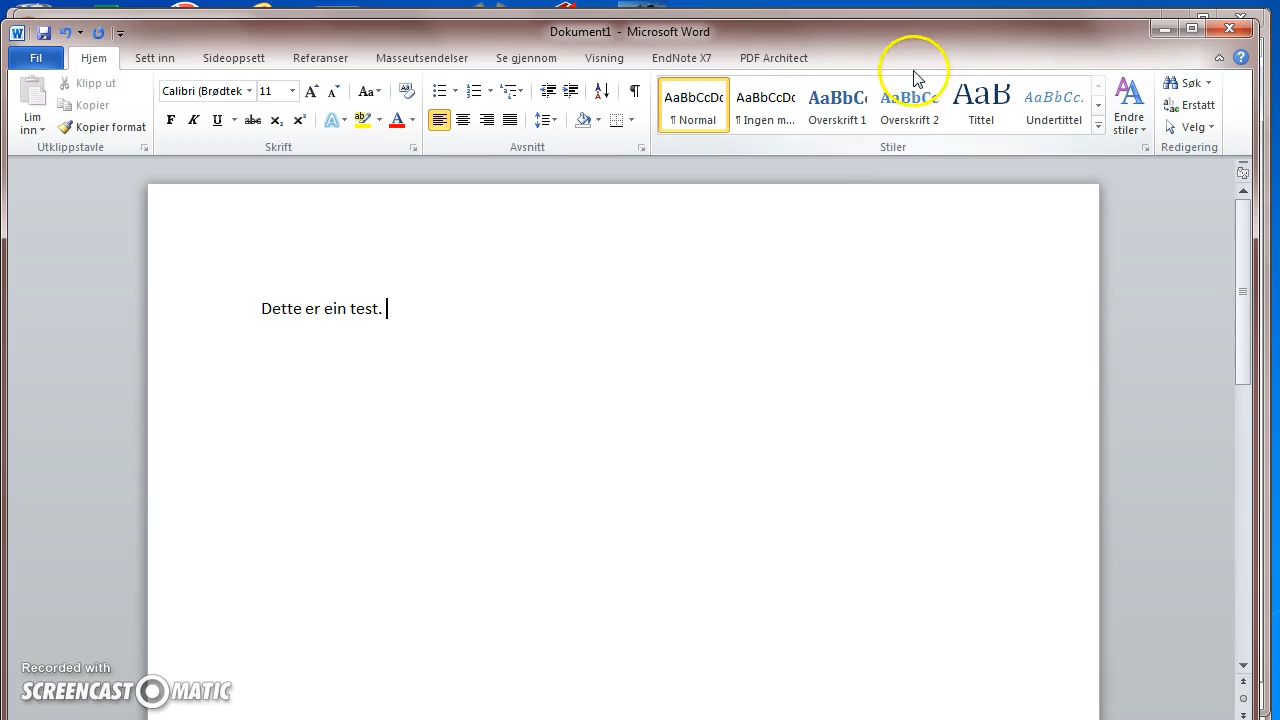 Dokument1 - Microsoft Word
Fil Hjem Sett inn Sideoppsett Referanser Masseutsendelser Se gjennom Visning EndNote X7 PDF Architect
Lim inn
Klipp ut
Kopier
Kopier format
Utklippstavle
Calibri (Brødtek 11
F K U abc x₂ x²
Skrift
Avsnitt
AaBbCcDc AaBbCcDc AaBbC AaBbCc AaB AaBbCc.
¶ Normal ¶ Ingen m... Overskrift 1 Overskrift 2 Tittel Undertittel
Endre stiler
Stiler
Søk
Erstatt
Velg
Redigering
Dette er ein test.
Recorded with
SCREENCAST MATIC